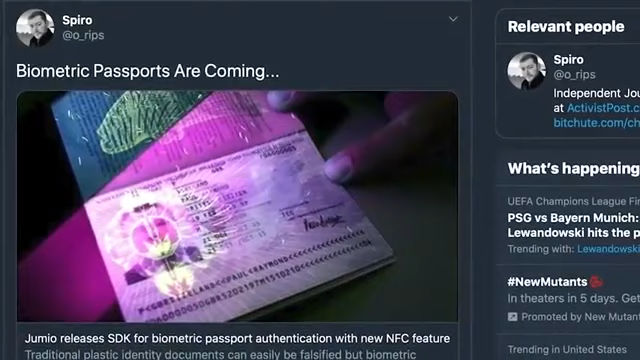 Spiro
@o_rips
Biometric Passports Are Coming...
Jumio releases SDK for biometric passport authentication with new NFC feature
Traditional plastic identity documents can easily be falsified but biometric
Relevant people
Spiro
@o_rips
Independent Jou
at ActivistPost.c
bitchute.com/ch
What's happening
UEFA Champions League Fin
PSG vs Bayern Munich:
Lewandowski hits the p
Trending with: Lewandowski
#NewMutants
In theaters in 5 days. Get
Promoted by New Mutan
Trending in United States